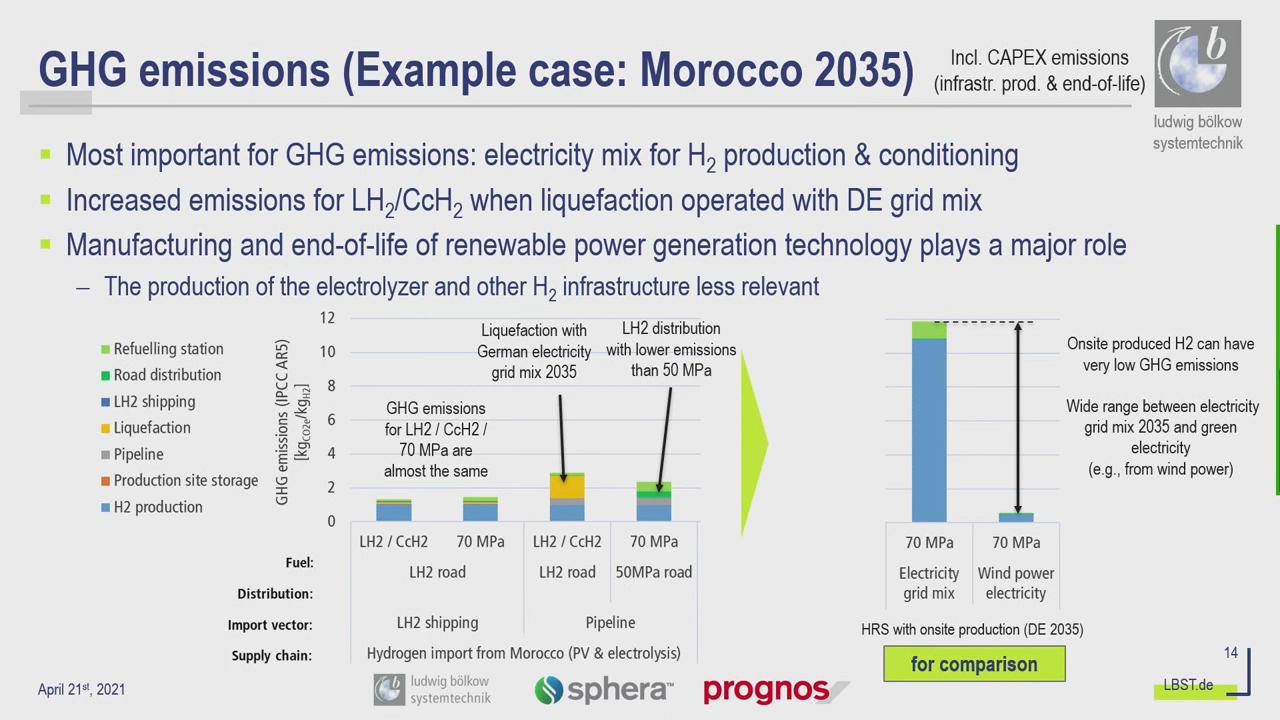 GHG emissions (Example case: Morocco 2035)
Incl. CAPEX emissions
(infrastr. prod. & end-of-life)
b
ludwig bölkow
systemtechnik
Most important for GHG emissions: electricity mix for H2 production & conditioning
Increased emissions for LH2/CcH2 when liquefaction operated with DE grid mix
Manufacturing and end-of-life of renewable power generation technology plays a major role
– The production of the electrolyzer and other H2 infrastructure less relevant
Refuelling station
Road distribution
LH2 shipping
Liquefaction
Pipeline
Production site storage
H2 production
GHG emissions (IPCC AR5)
[kgCO2e/kgH2]
12
10
8
6
4
2
0
GHG emissions
for LH2 / CcH2 /
70 MPa are
almost the same
Liquefaction with
German electricity
grid mix 2035
LH2 distribution
with lower emissions
than 50 MPa
Fuel:
LH2 / CcH2
70 MPa
LH2 / CcH2
70 MPa
Distribution:
LH2 road
LH2 road
50MPa road
Import vector:
LH2 shipping
Pipeline
Supply chain:
Hydrogen import from Morocco (PV & electrolysis)
70 MPa
70 MPa
Electricity
grid mix
Wind power
electricity
HRS with onsite production (DE 2035)
for comparison
Onsite produced H2 can have
very low GHG emissions
Wide range between electricity
grid mix 2035 and green
electricity
(e.g., from wind power)
April 21st, 2021
ludwig bölkow
systemtechnik
sphera™
prognos
14
LBST.de